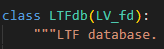 class LTFdb(LV_fd):
"""LTF database.